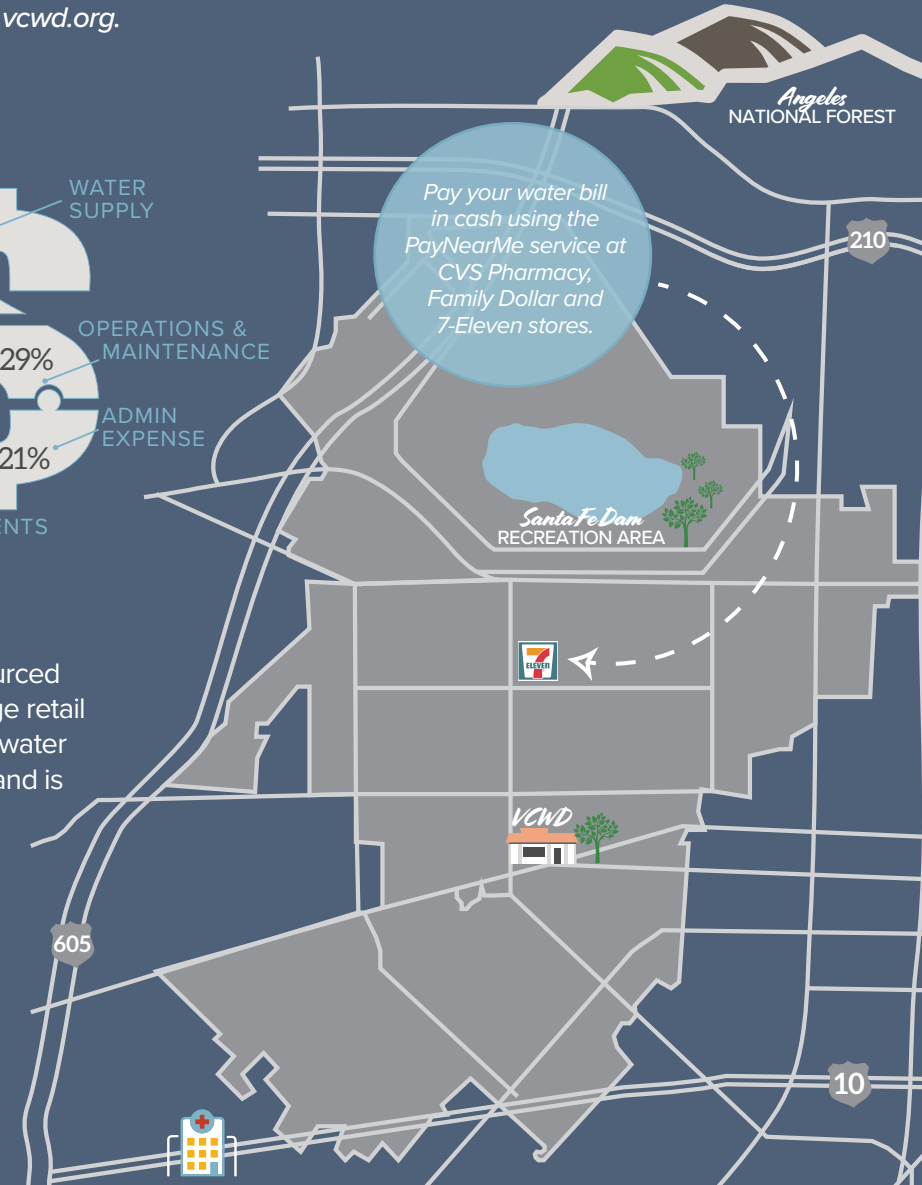 vcwd.org.
Angeles
NATIONAL FOREST
WATER
SUPPLY
Pay your water bill
in cash using the
PayNearMe service at
CVS Pharmacy,
Family Dollar and
7-Eleven stores.
210
OPERATIONS &
MAINTENANCE
29%
ADMIN
EXPENSE
21%
ENTS
Santa Fe Dam
RECREATION AREA
7
ELEVEN
urced
ge retail
water
and is
VCWD
605
10